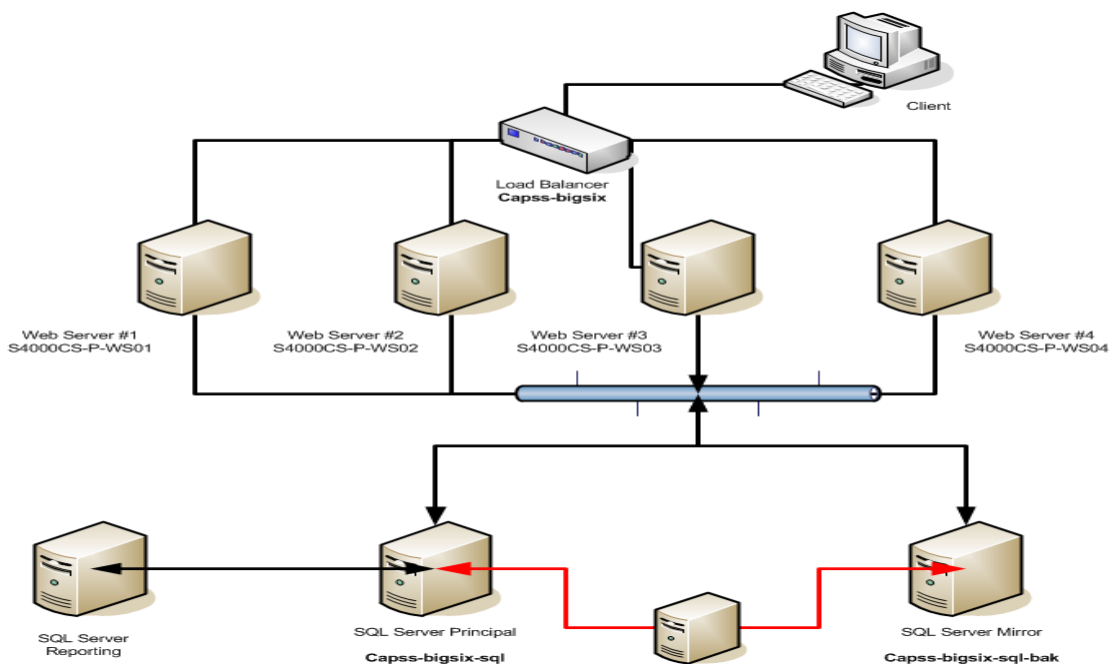 Client
Load Balancer
Capss-bigsix
Web Server #1
S4000CS-P-WS01
Web Server #2
S4000CS-P-WS02
Web Server #3
S4000CS-P-WS03
Web Server #4
S4000CS-P-WS04
SQL Server
Reporting
SQL Server Principal
Capss-bigsix-sql
SQL Server Mirror
Capss-bigsix-sql-bak